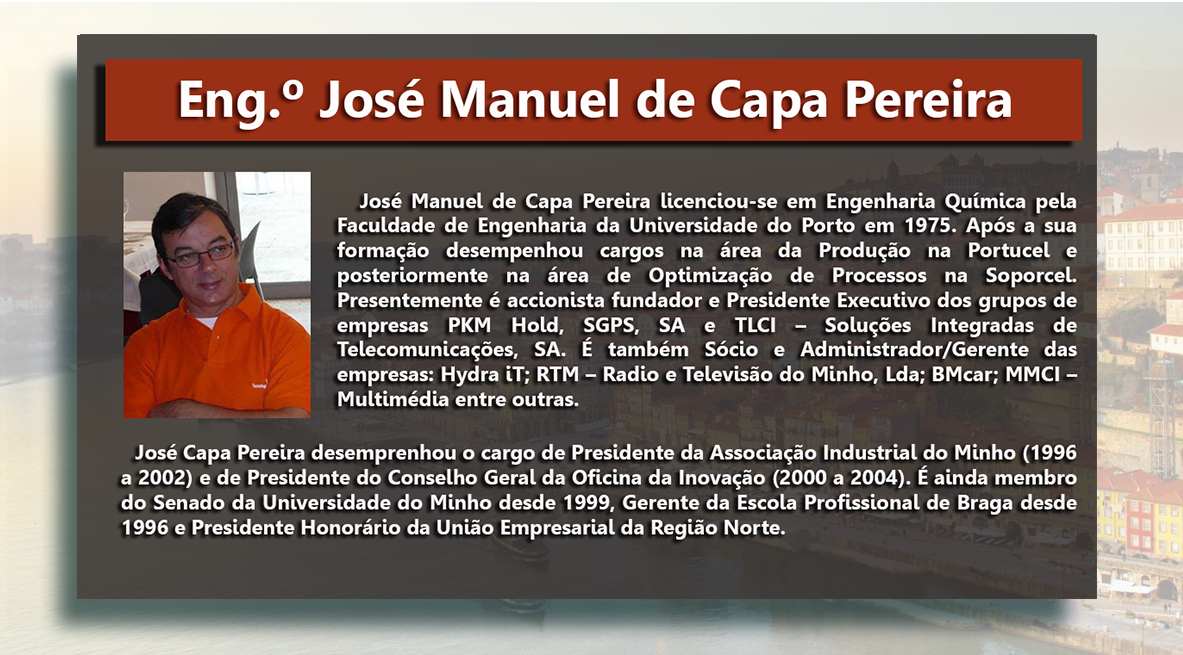 Eng.º José Manuel de Capa Pereira
José Manuel de Capa Pereira licenciou-se em Engenharia Química pela
Faculdade de Engenharia da Universidade do Porto em 1975. Após a sua
formação desempenhou cargos na área da Produção na Portucel e
posteriormente na área de Optimização de Processos na Soporcel.
Presentemente é accionista fundador e Presidente Executivo dos grupos de
empresas PKM Hold, SGPS, SA e TLCI – Soluções Integradas de
Telecomunicações, SA. É também Sócio e Administrador/Gerente das
empresas: Hydra iT; RTM – Radio e Televisão do Minho, Lda; BMcar; MMCI –
Multimédia entre outras.
José Capa Pereira desemprenhou o cargo de Presidente da Associação Industrial do Minho (1996
a 2002) e de Presidente do Conselho Geral da Oficina da Inovação (2000 a 2004). É ainda membro
do Senado da Universidade do Minho desde 1999, Gerente da Escola Profissional de Braga desde
1996 e Presidente Honorário da União Empresarial da Região Norte.